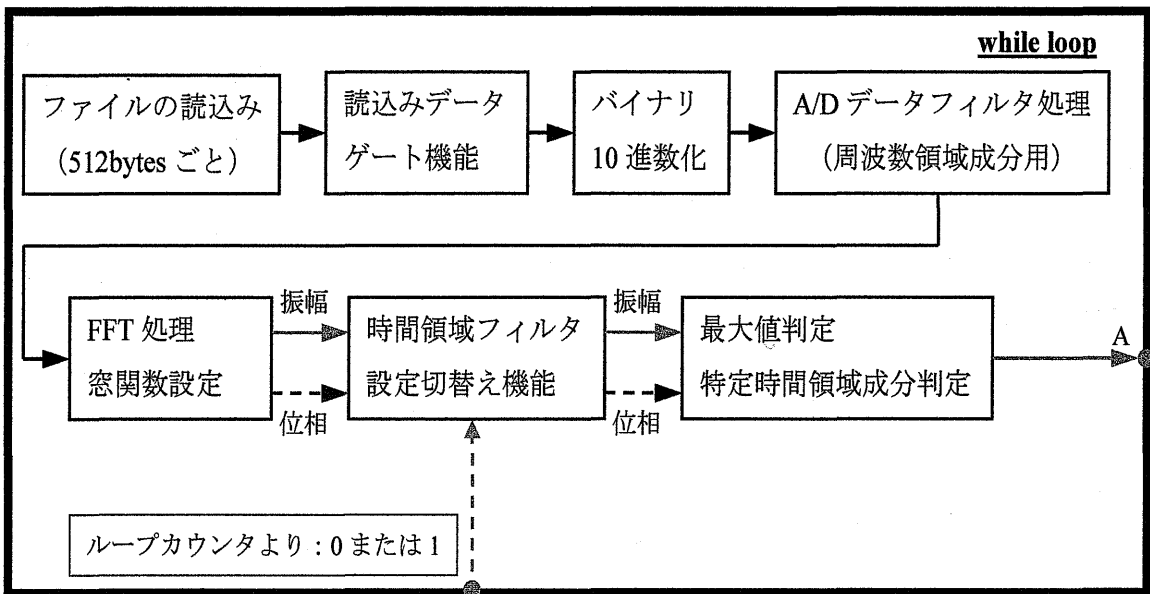 while loop
ファイルの読込み
（512bytes ごと）
読込みデータ
ゲート機能
バイナリ
10 進数化
A/D データフィルタ処理
（周波数領域成分用）
FFT 処理
窓関数設定
振幅
位相
時間領域フィルタ
設定切替え機能
振幅
位相
最大値判定
特定時間領域成分判定
A
ループカウンタより：0 または 1